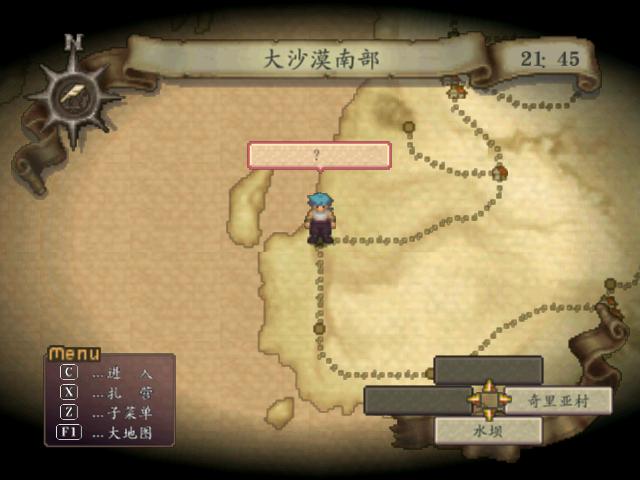 N
大沙漠南部
21: 45
?
Menu
C …进 入
X …扎 营
Z …子菜单
F1 …大地图
奇里亚村
水坝